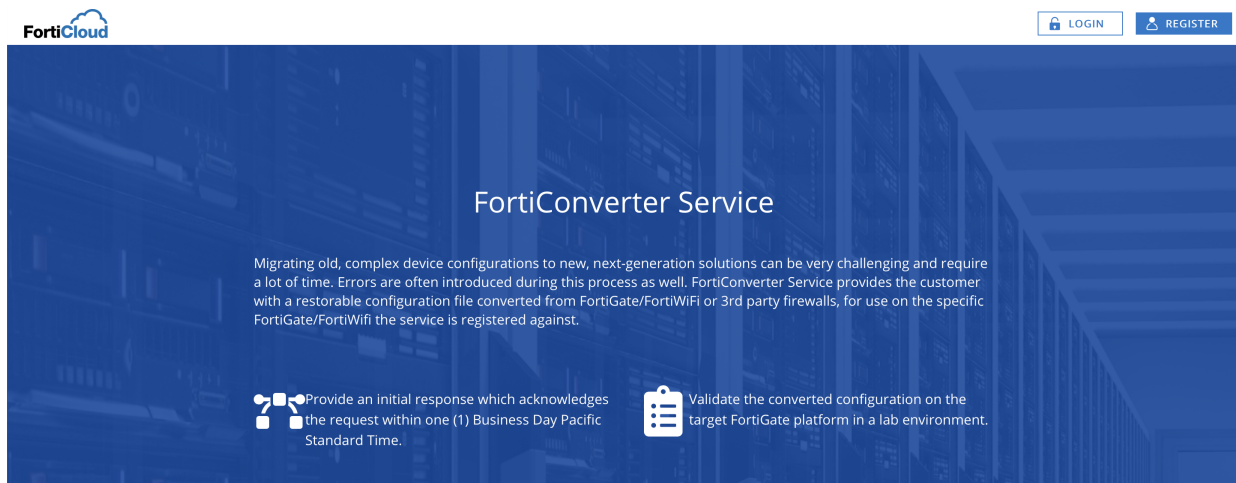 FortiCloud
LOGIN
REGISTER
FortiConverter Service
Migrating old, complex device configurations to new, next-generation solutions can be very challenging and require
a lot of time. Errors are often introduced during this process as well. FortiConverter Service provides the customer
with a restorable configuration file converted from FortiGate/FortiWiFi or 3rd party firewalls, for use on the specific
FortiGate/FortiWifi the service is registered against.
Provide an initial response which acknowledges
the request within one (1) Business Day Pacific
Standard Time.
Validate the converted configuration on the
target FortiGate platform in a lab environment.